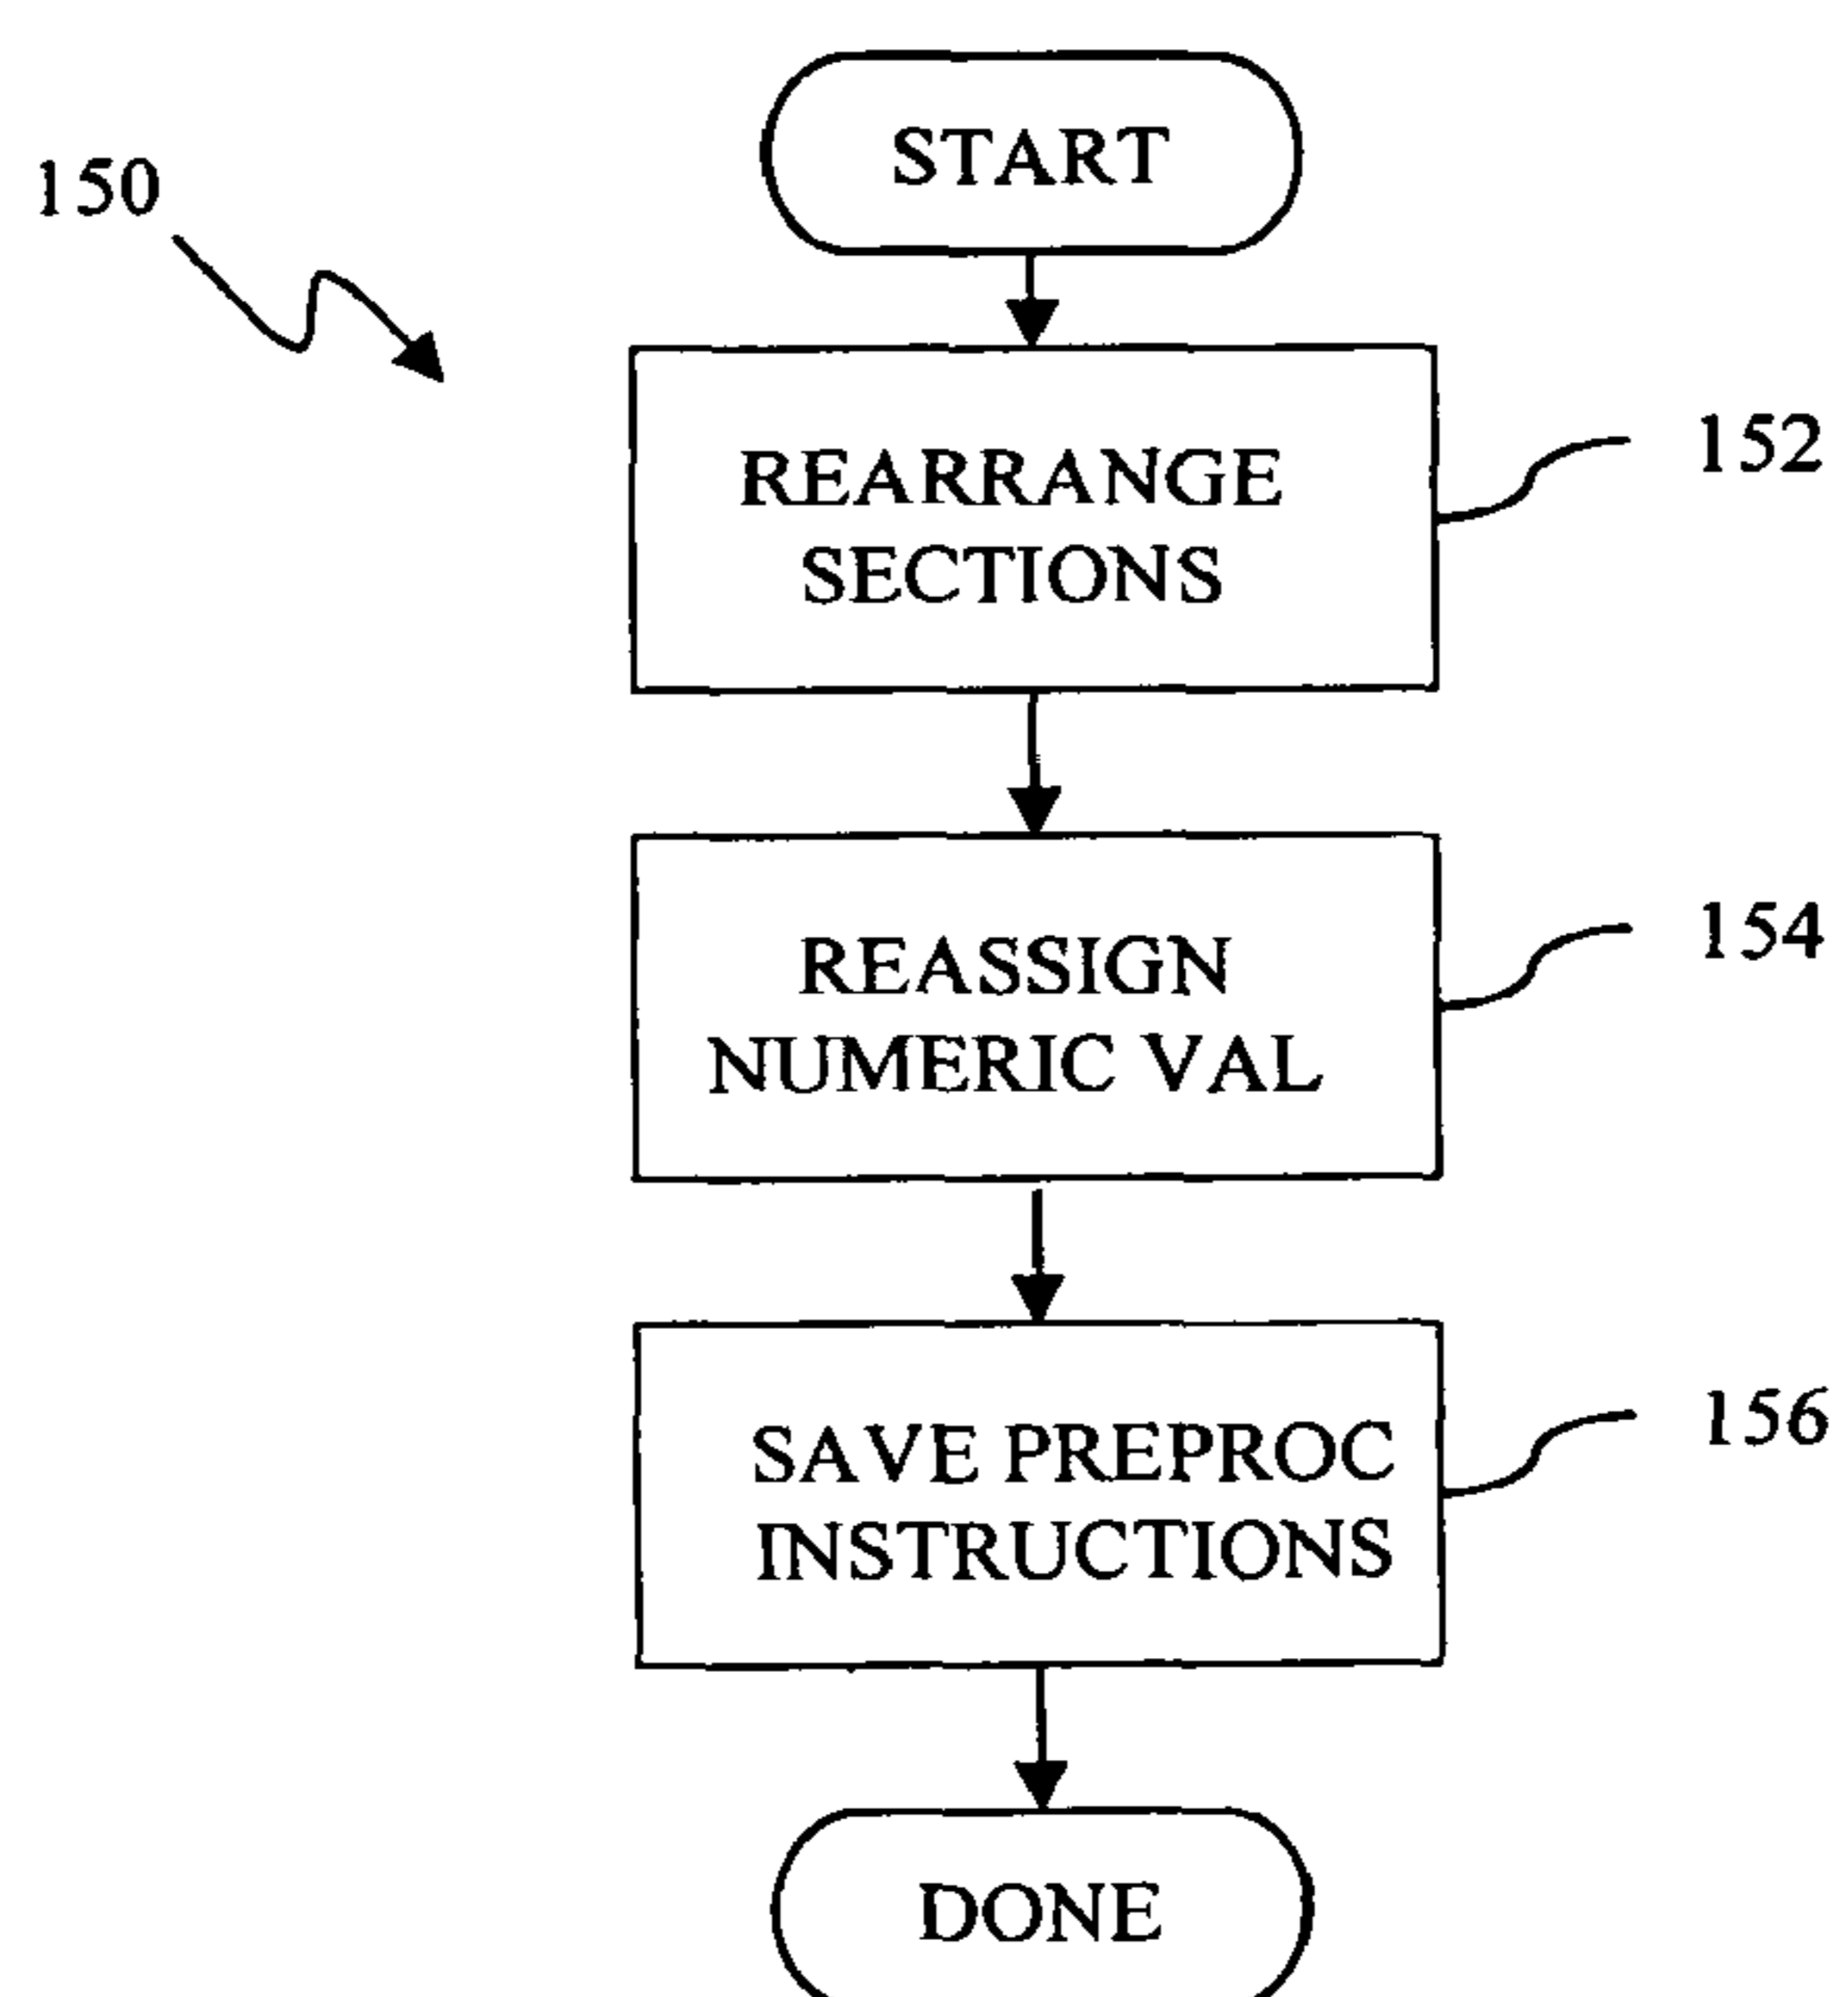 START
150
REARRANGE
SECTIONS
152
REASSIGN
NUMERIC VAL
154
SAVE PREPROC
INSTRUCTIONS
156
DONE